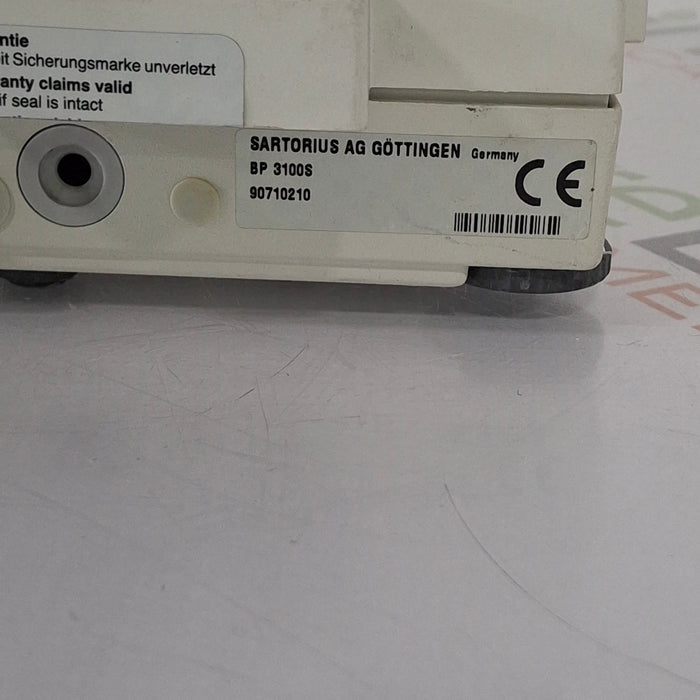 ntie
it Sicherungsmarke unverletzt
anty claims valid
if seal is intact
SARTORIUS AG GÖTTINGEN Germany
BP 3100S
90710210
CE